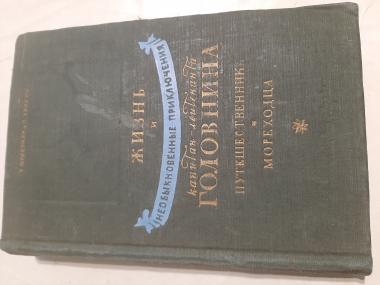 ЖИЗНЬ
И
НЕОБЫКНОВЕННЫЕ ПРИКЛЮЧЕНИЯ
капитан-лейтенанта
ГОЛОВНИНА
ПУТЕШЕСТВЕННИКА
И
МОРЕХОДЦА